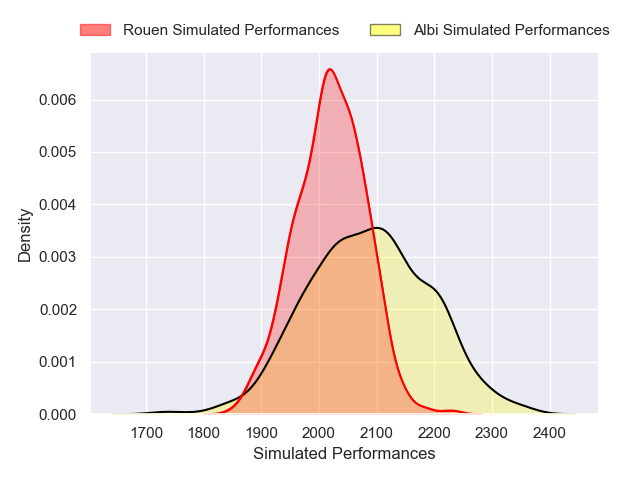 Rouen Simulated Performances
Albi Simulated Performances
Density
0.006
0.005
0.004
0.003
0.002
0.001
0.000
1700 1800 1900 2000 2100 2200 2300 2400
Simulated Performances